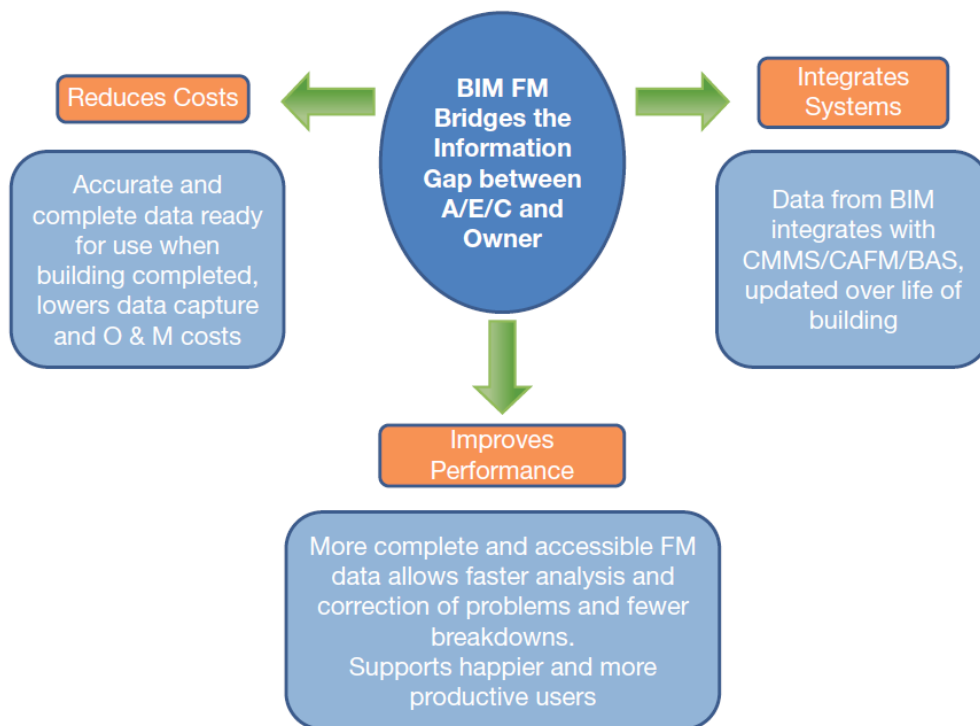 BIM FM
Bridges the
Information
Gap between
A/E/C and
Owner
Reduces Costs
Accurate and
complete data ready
for use when
building completed,
lowers data capture
and O & M costs
Integrates
Systems
Data from BIM
integrates with
CMMS/CAFM/BAS,
updated over life of
building
Improves
Performance
More complete and accessible FM
data allows faster analysis and
correction of problems and fewer
breakdowns.
Supports happier and more
productive users